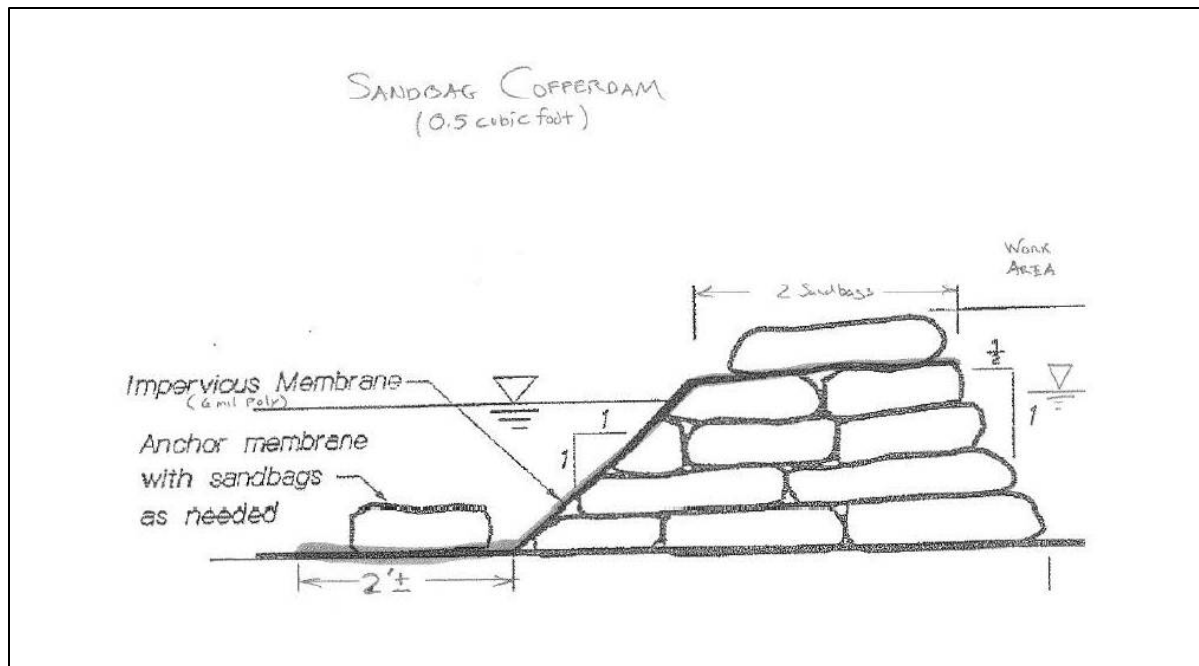 SANDBAG COFFERDAM
(0.5 cubic foot)
WORK
AREA
2 Sandbags
1/2
1
Impervious Membrane
(6 mil Poly)
1
1
Anchor membrane
with sandbags
as needed
2'±